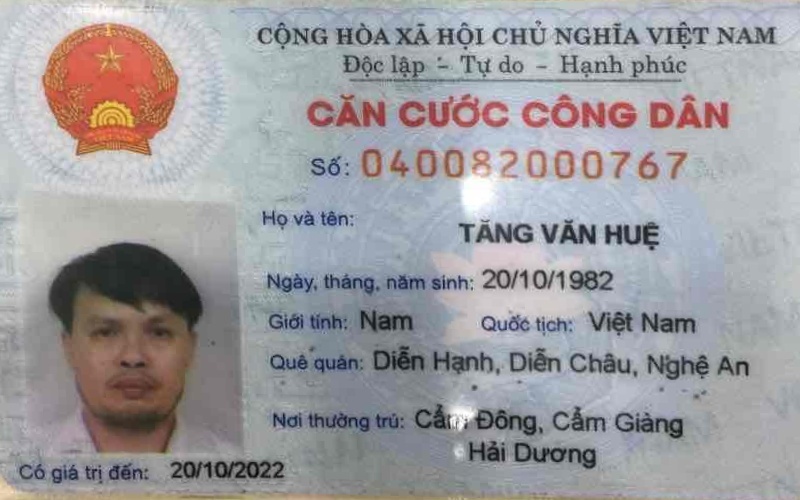 CỘNG HÒA XÃ HỘI CHỦ NGHĨA VIỆT NAM
Độc lập - Tự do - Hạnh phúc
CĂN CƯỚC CÔNG DÂN
Số: 040082000767
Họ và tên: TĂNG VĂN HUỆ
Ngày, tháng, năm sinh: 20/10/1982
Giới tính: Nam Quốc tịch: Việt Nam
Quê quán: Diễn Hạnh, Diễn Châu, Nghệ An
Nơi thường trú: Cẩm Đông, Cẩm Giàng
Hải Dương
Có giá trị đến: 20/10/2022